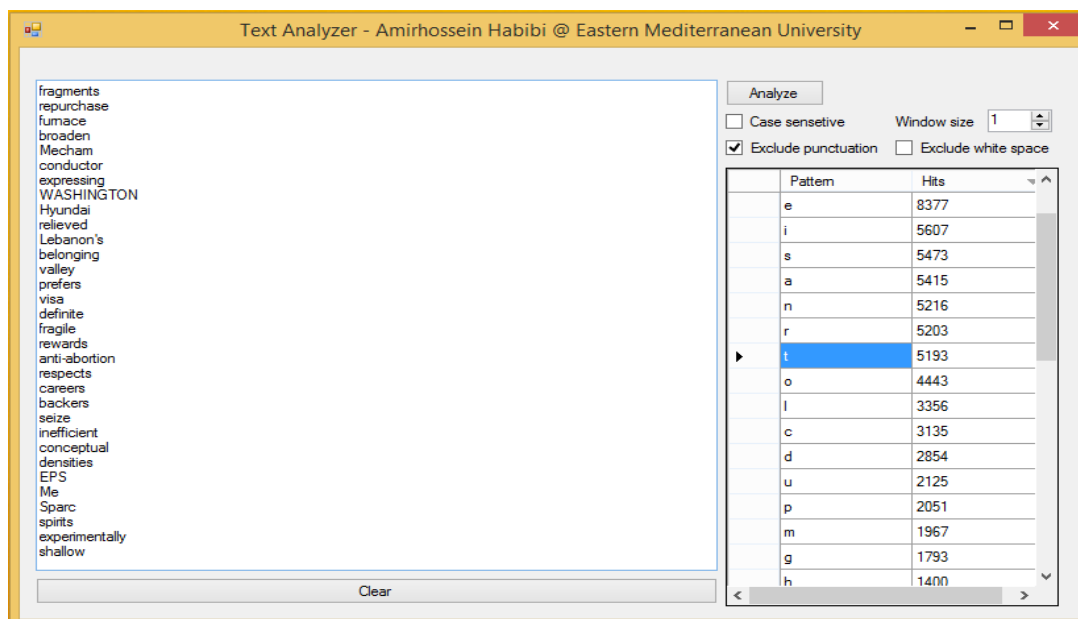 Text Analyzer - Amirhossein Habibi @ Eastern Mediterranean University
fragments
repurchase
furnace
broaden
Mecham
conductor
expressing
WASHINGTON
Hyundai
relieved
Lebanon's
belonging
valley
prefers
visa
definite
fragile
rewards
anti-abortion
respects
careers
backers
seize
inefficient
conceptual
densities
EPS
Me
Sparc
spirits
experimentally
shallow
Clear
Analyze
Case sensetive Window size 1
Exclude punctuation Exclude white space
Pattern Hits
e 8377
i 5607
s 5473
a 5415
n 5216
r 5203
t 5193
o 4443
l 3356
c 3135
d 2854
u 2125
p 2051
m 1967
g 1793
h 1400